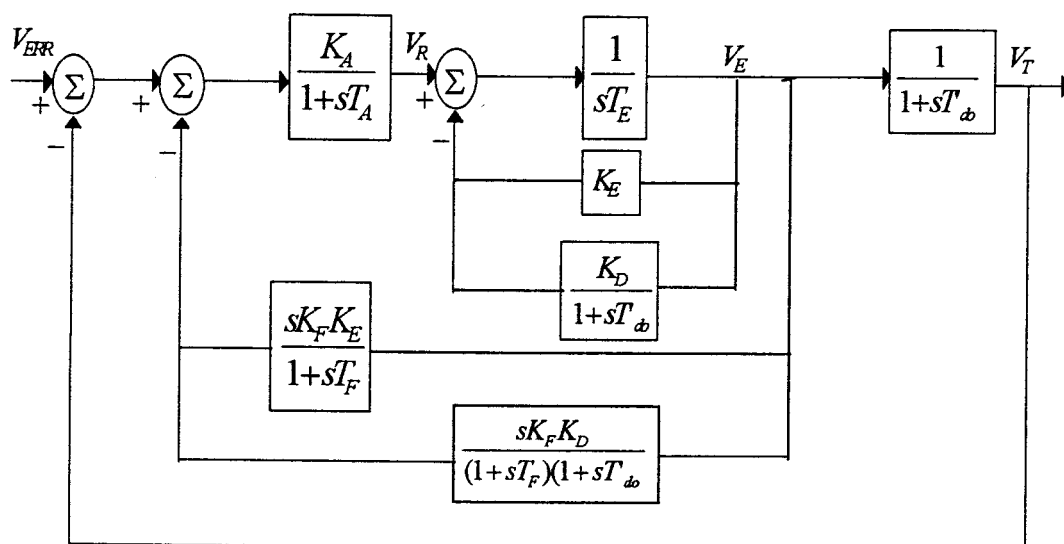 V_ERR
+
Σ
−
+
Σ
−
K_A
1+sT_A
V_R
+
Σ
−
1
sT_E
V_E
1
1+sT'_do
V_T
K_E
K_D
1+sT'_do
sK_F K_E
1+sT_F
sK_F K_D
(1+sT_F)(1+sT'_do